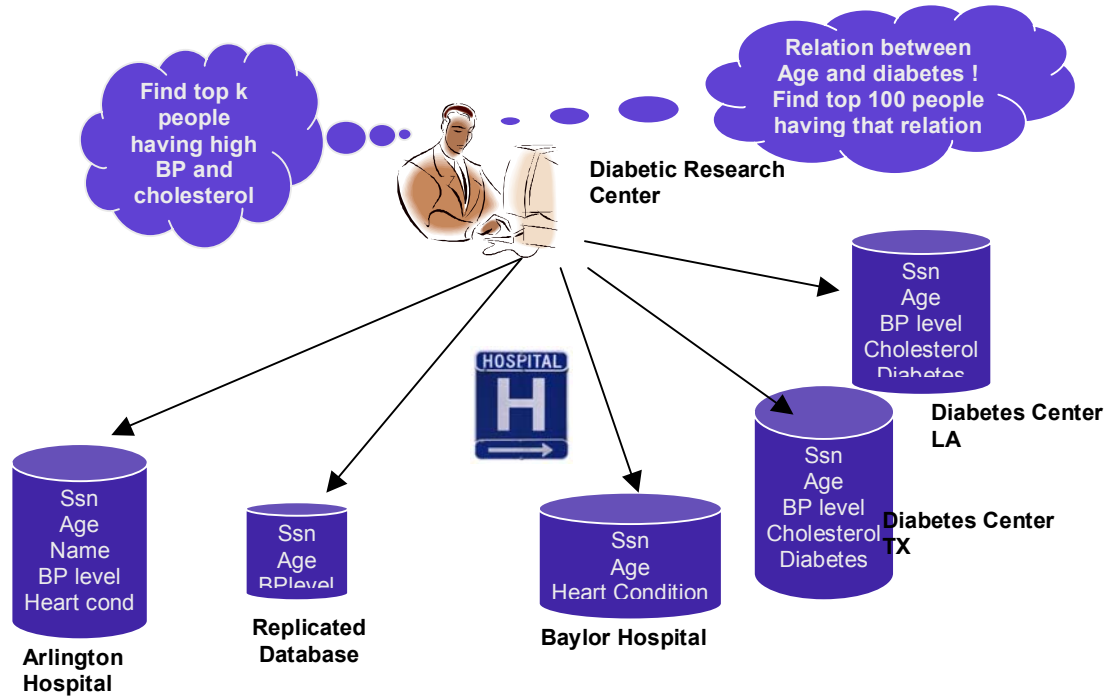 Find top k
people
having high
BP and
cholesterol
Relation between
Age and diabetes !
Find top 100 people
having that relation
Diabetic Research
Center
Ssn
Age
BP level
Cholesterol
Diabetes
Diabetes Center
LA
HOSPITAL
H
Ssn
Age
BP level
Cholesterol
Diabetes
Diabetes Center
TX
Ssn
Age
Name
BP level
Heart cond
Arlington
Hospital
Ssn
Age
BPlevel
Replicated
Database
Ssn
Age
Heart Condition
Baylor Hospital